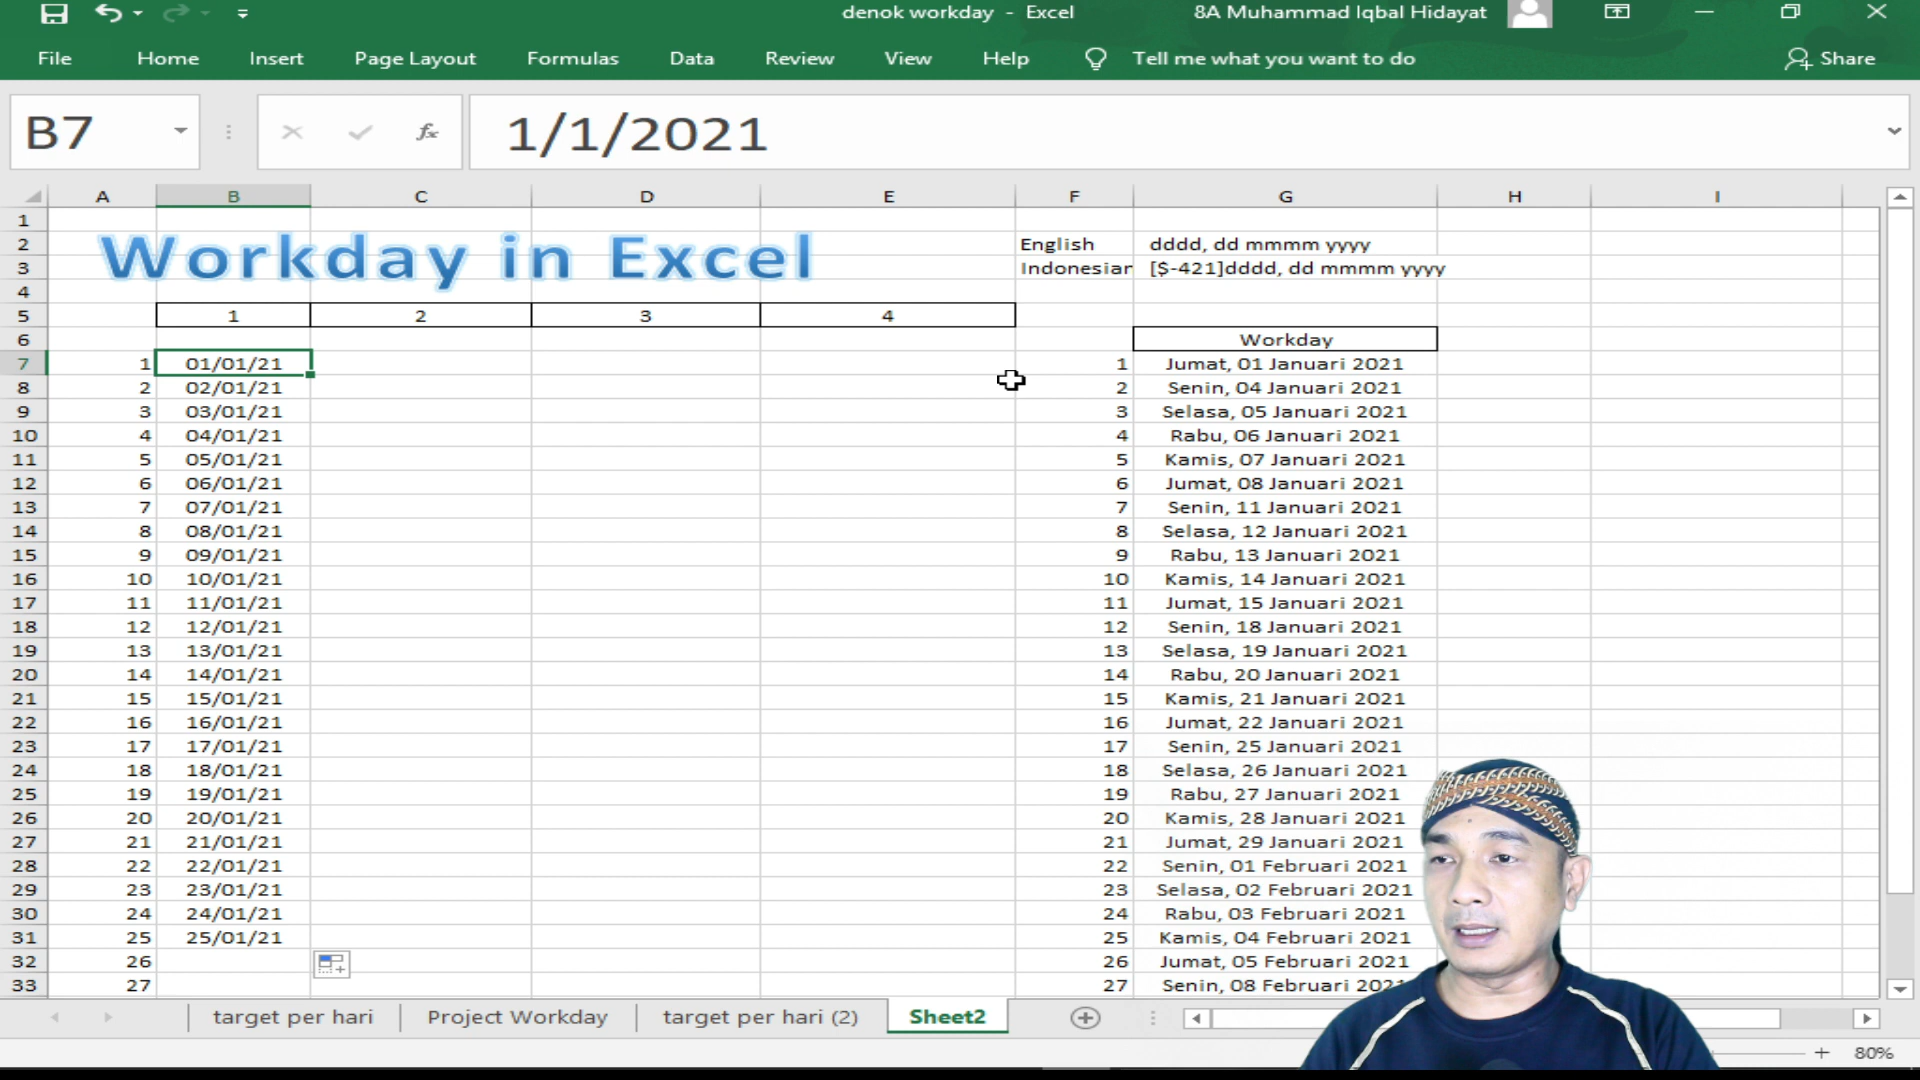 denok workday - Excel
8A Muhammad Iqbal Hidayat
File Home Insert Page Layout Formulas Data Review View Help Tell me what you want to do Share
B7 fx 1/1/2021
A B C D E F G H I
1
2 Workday in Excel English dddd, dd mmmm yyyy
3 Indonesian [$-421]dddd, dd mmmm yyyy
4
5 1 2 3 4
6 Workday
7 1 01/01/21 1 Jumat, 01 Januari 2021
8 2 02/01/21 2 Senin, 04 Januari 2021
9 3 03/01/21 3 Selasa, 05 Januari 2021
10 4 04/01/21 4 Rabu, 06 Januari 2021
11 5 05/01/21 5 Kamis, 07 Januari 2021
12 6 06/01/21 6 Jumat, 08 Januari 2021
13 7 07/01/21 7 Senin, 11 Januari 2021
14 8 08/01/21 8 Selasa, 12 Januari 2021
15 9 09/01/21 9 Rabu, 13 Januari 2021
16 10 10/01/21 10 Kamis, 14 Januari 2021
17 11 11/01/21 11 Jumat, 15 Januari 2021
18 12 12/01/21 12 Senin, 18 Januari 2021
19 13 13/01/21 13 Selasa, 19 Januari 2021
20 14 14/01/21 14 Rabu, 20 Januari 2021
21 15 15/01/21 15 Kamis, 21 Januari 2021
22 16 16/01/21 16 Jumat, 22 Januari 2021
23 17 17/01/21 17 Senin, 25 Januari 2021
24 18 18/01/21 18 Selasa, 26 Januari 2021
25 19 19/01/21 19 Rabu, 27 Januari 2021
26 20 20/01/21 20 Kamis, 28 Januari 2021
27 21 21/01/21 21 Jumat, 29 Januari 2021
28 22 22/01/21 22 Senin, 01 Februari 2021
29 23 23/01/21 23 Selasa, 02 Februari 2021
30 24 24/01/21 24 Rabu, 03 Februari 2021
31 25 25/01/21 25 Kamis, 04 Februari 2021
32 26 26 Jumat, 05 Februari 2021
33 27 27 Senin, 08 Februari 2021
target per hari Project Workday target per hari (2) Sheet2
80%